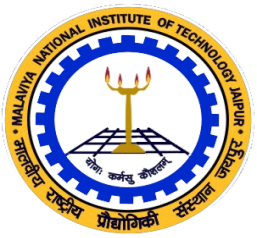 • MALAVIYA NATIONAL INSTITUTE OF TECHNOLOGY JAIPUR •
मालवीय राष्ट्रीय प्रौद्योगिकी संस्थान जयपुर
योगः कर्मसु कौशलम्